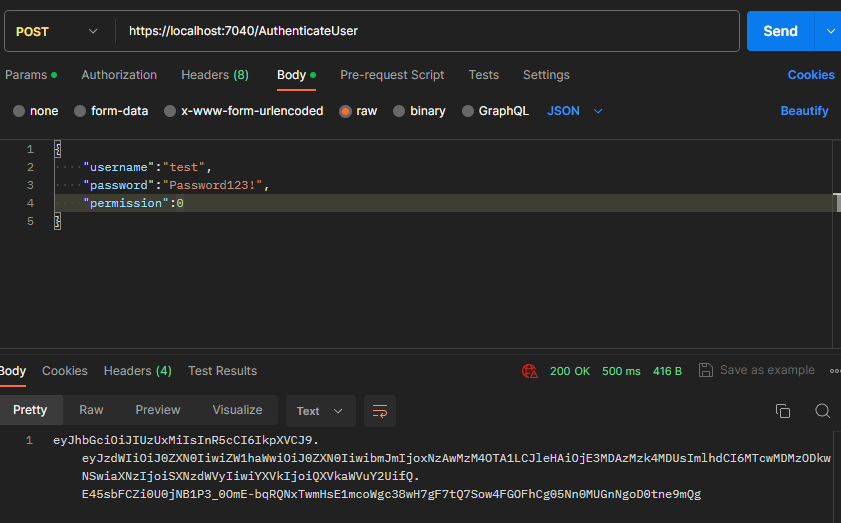 POST https://localhost:7040/AuthenticateUser Send
Params Authorization Headers (8) Body Pre-request Script Tests Settings Cookies
none form-data x-www-form-urlencoded raw binary GraphQL JSON Beautify
1 {
2 "username":"test",
3 "password":"Password123!",
4 "permission":0
5 }
Body Cookies Headers (4) Test Results 200 OK 500 ms 416 B Save as example
Pretty Raw Preview Visualize Text
1 eyJhbGciOiJIUzUxMiIsInR5cCI6IkpXVCJ9.
eyJzdWIiOiJ0ZXN0IiwiZW1haWwiOiJ0ZXN0IiwibmJmIjoxNzAwMzM4OTA1LCJleHAiOjE3MDAzMzk4MDUsImlhdCI6MTcwMDMzODkw
NSwiaXNzIjoiSXNzdWVyIiwiYXVkIjoiQXVkaWVuY2UifQ.
E45sbFCZi0U0jNB1P3_0OmE-bqRQNxTwmHsE1mcoWgc38wH7gF7tQ7Sow4FGOFhCg05Nn0MUGnNgoD0tne9mQg